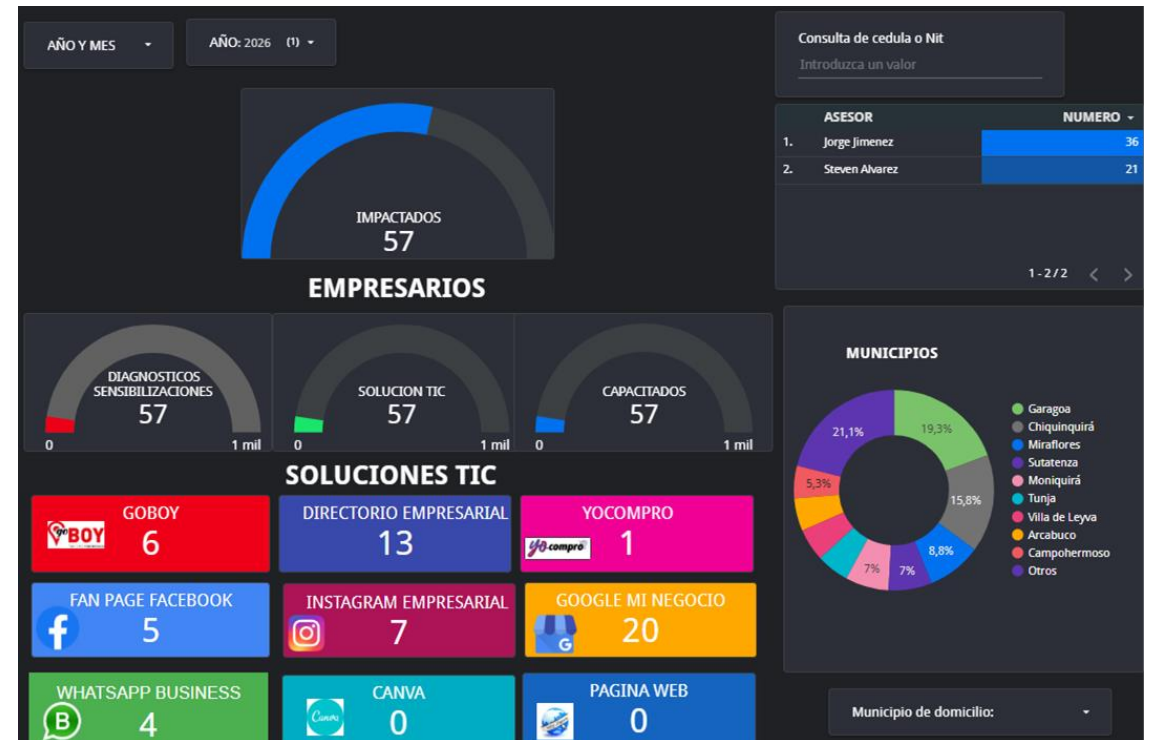 AÑO Y MES
AÑO: 2026 (1)
Consulta de cedula o Nit
Introduzca un valor
ASESOR NUMERO
1. Jorge Jimenez 36
2. Steven Alvarez 21
1-2/2
IMPACTADOS
57
EMPRESARIOS
DIAGNOSTICOS
SENSIBILIZACIONES
57
0 1 mil
SOLUCION TIC
57
0 1 mil
CAPACITADOS
57
0 1 mil
SOLUCIONES TIC
GOBOY
go BOY
6
DIRECTORIO EMPRESARIAL
13
YOCOMPRO
yo compro
1
FAN PAGE FACEBOOK
f
5
INSTAGRAM EMPRESARIAL
7
GOOGLE MI NEGOCIO
G
20
WHATSAPP BUSINESS
B
4
CANVA
Canva
0
PAGINA WEB
0
MUNICIPIOS
19,3%
15,8%
8,8%
7%
7%
5,3%
21,1%
Garagoa
Chiquinquirá
Miraflores
Sutatenza
Moniquirá
Tunja
Villa de Leyva
Arcabuco
Campohermoso
Otros
Municipio de domicilio: